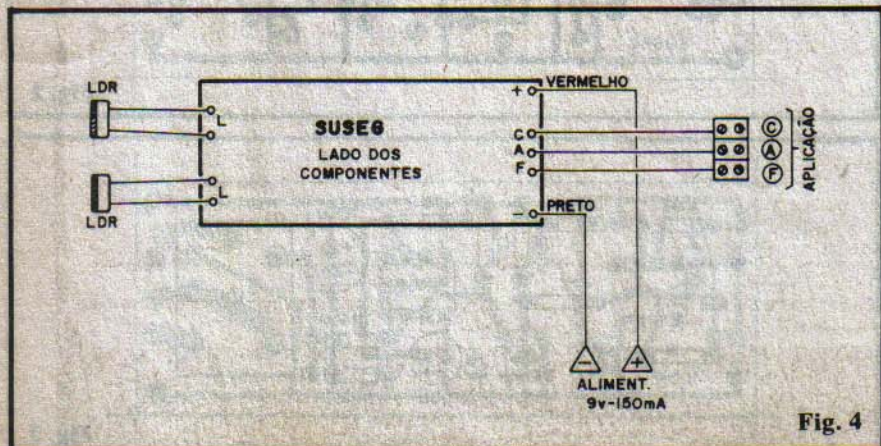 LDR
L
SUSEG
LADO DOS
COMPONENTES
L
LDR
+ VERMELHO
C
A
F
- PRETO
C
A
F
APLICAÇÃO
- +
ALIMENT.
9v-150mA
Fig. 4